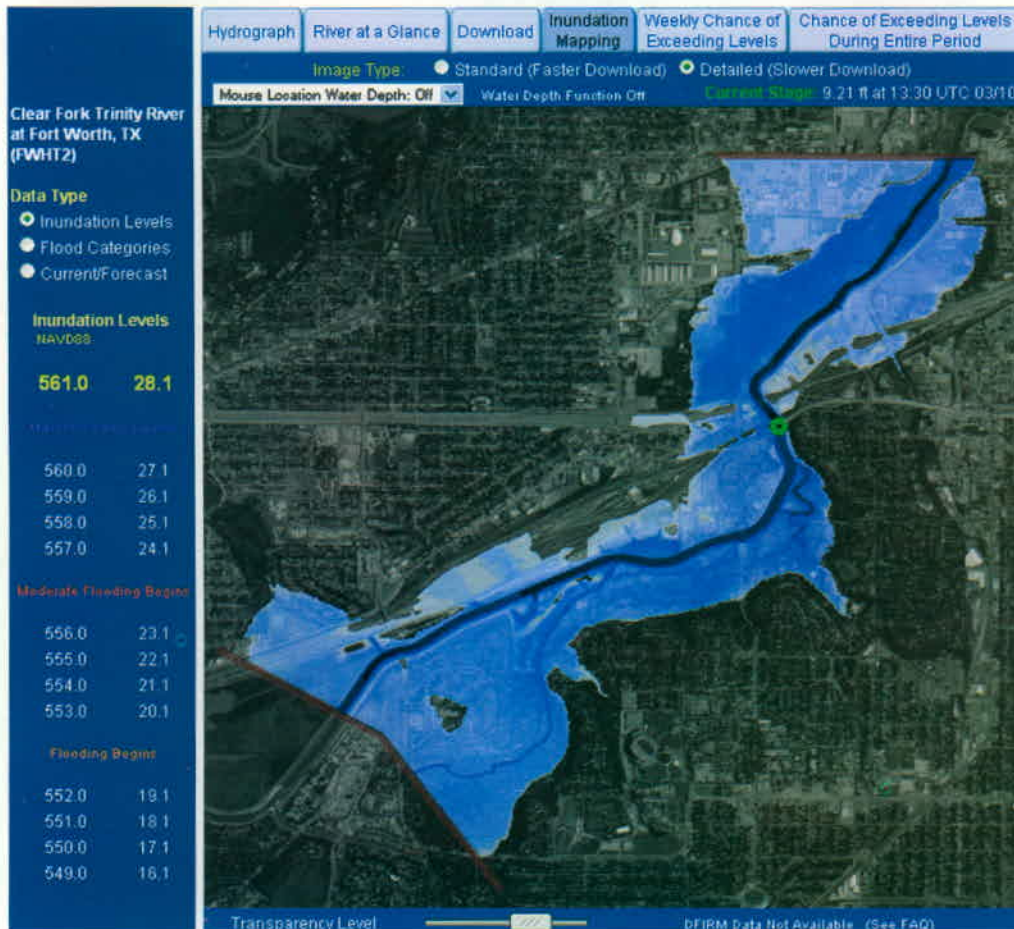 Hydrograph
River at a Glance
Download
Inundation
Mapping
Weekly Chance of
Exceeding Levels
Chance of Exceeding Levels
During Entire Period
Image Type: Standard (Faster Download) Detailed (Slower Download)
Mouse Location Water Depth: Off Water Depth Function Off Current Stage: 9.21 ft at 13:30 UTC 03/10
Clear Fork Trinity River
at Fort Worth, TX
(FWHT2)
Data Type
Inundation Levels
Flood Categories
Current/Forecast
Inundation Levels
NAVD88
561.0 28.1
560.0 27.1
559.0 26.1
558.0 25.1
557.0 24.1
Moderate Flooding Begins
556.0 23.1
555.0 22.1
554.0 21.1
553.0 20.1
Flooding Begins
552.0 19.1
551.0 18.1
550.0 17.1
549.0 16.1
Transparency Level
DFIRM Data Not Available (See FAQ)